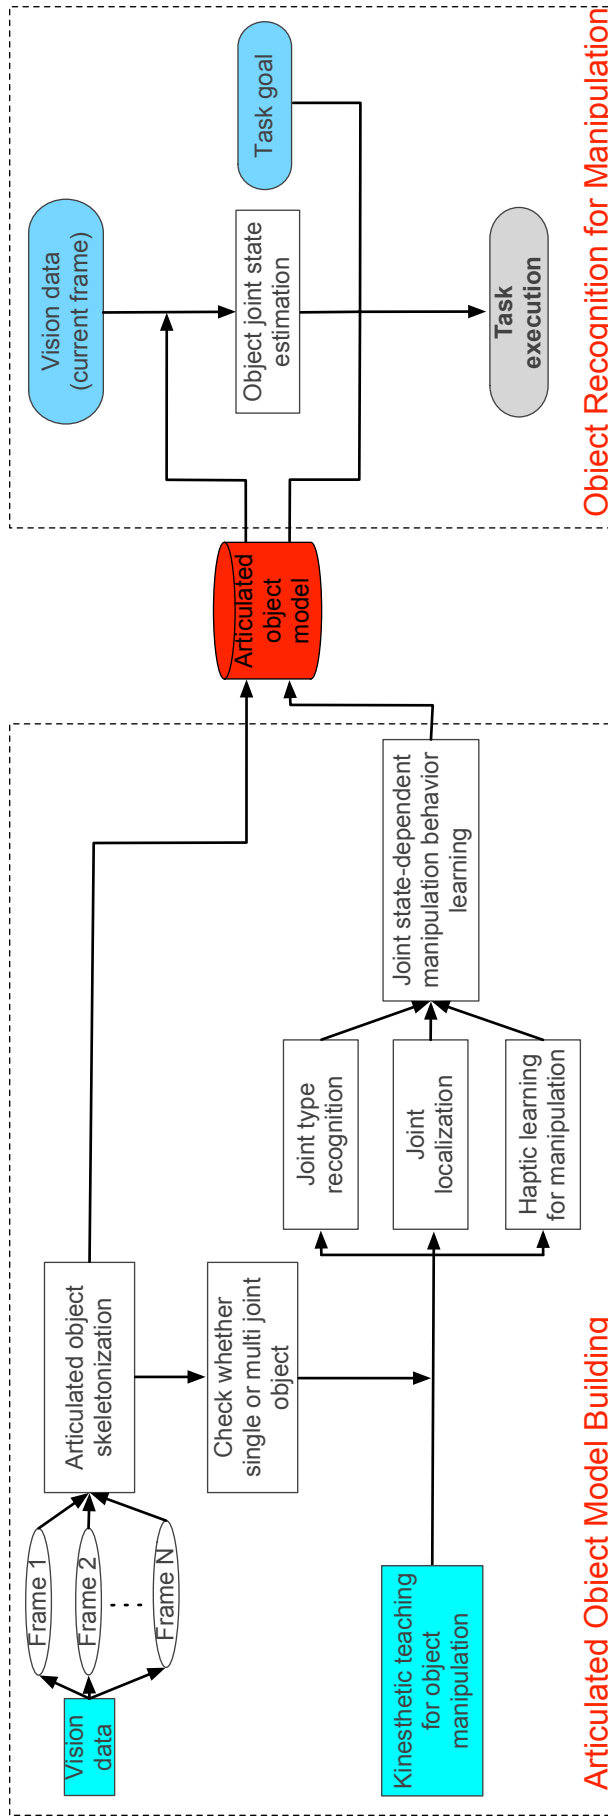 Vision
data
Frame 1
Frame 2
. . . .
Frame N
Articulated object
skeletonization
Check whether
single or multi joint
object
Kinesthetic teaching
for object
manipulation
Joint type
recognition
Joint
localization
Haptic learning
for manipulation
Joint state-dependent
manipulation behavior
learning
Articulated Object Model Building
Articulated
object
model
Vision data
(current frame)
Task goal
Object joint state
estimation
Task
execution
Object Recognition for Manipulation